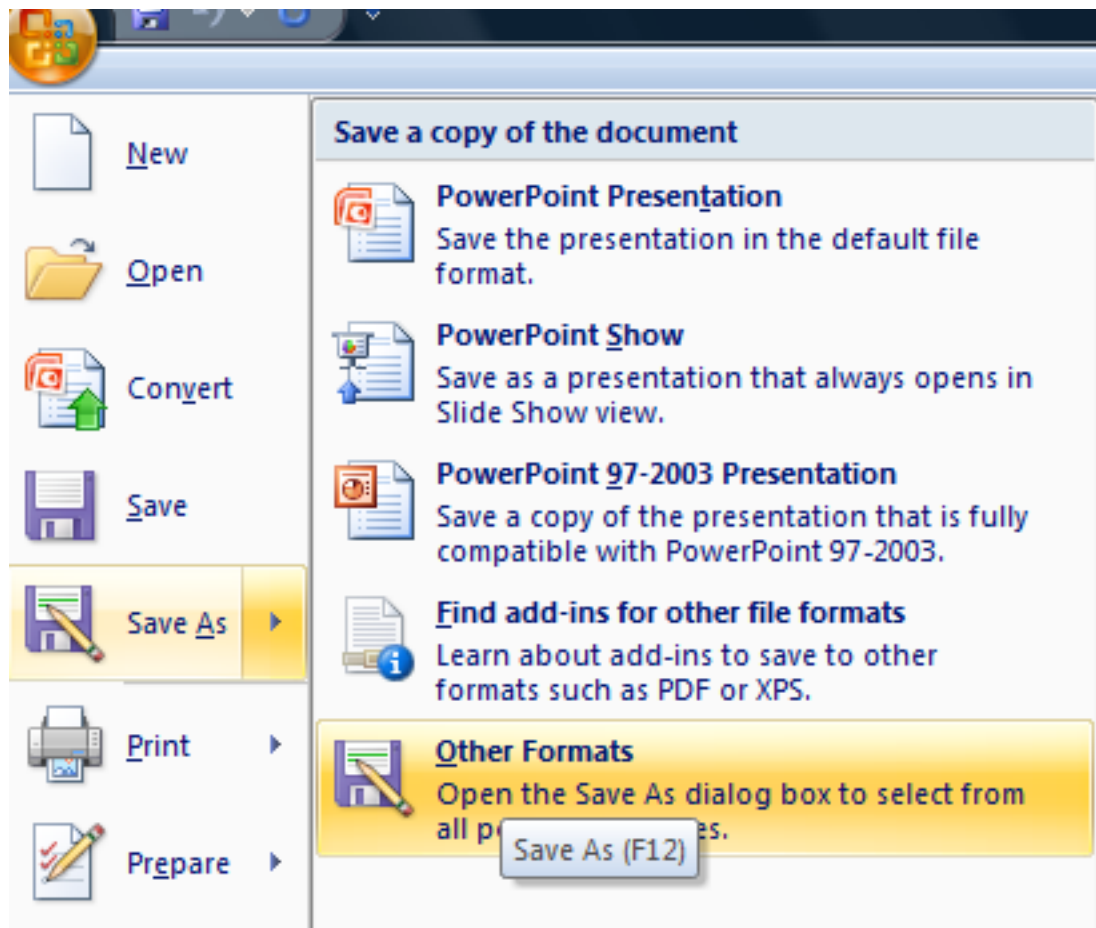 New
Open
Convert
Save
Save As
Print
Prepare
Save a copy of the document
PowerPoint Presentation
Save the presentation in the default file
format.
PowerPoint Show
Save as a presentation that always opens in
Slide Show view.
PowerPoint 97-2003 Presentation
Save a copy of the presentation that is fully
compatible with PowerPoint 97-2003.
Find add-ins for other file formats
Learn about add-ins to save to other
formats such as PDF or XPS.
Other Formats
Open the Save As dialog box to select from
all
Save As (F12)